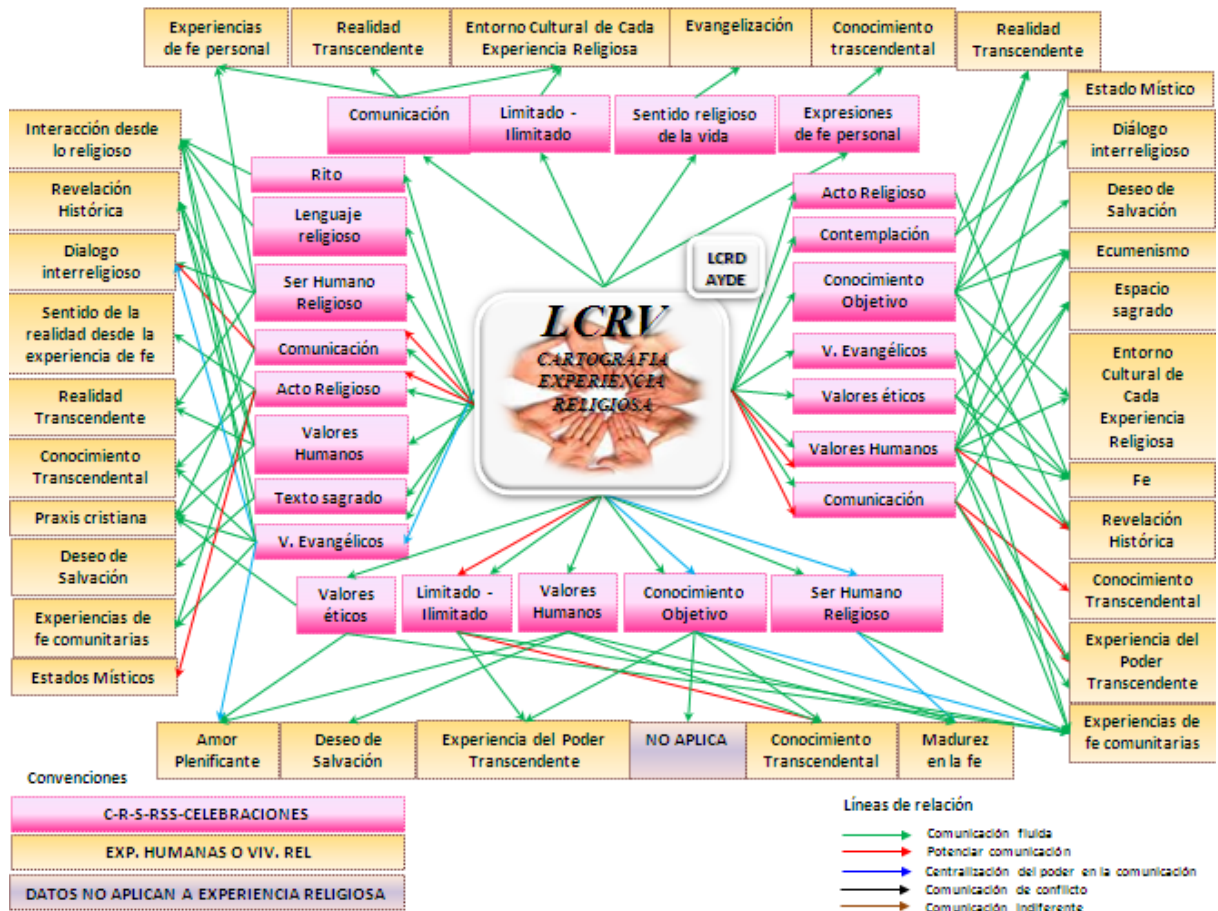 Experiencias
de fe personal
Realidad
Transcendente
Entorno Cultural de Cada
Experiencia Religiosa
Evangelización
Conocimiento
trascendental
Realidad
Transcendente
Comunicación
Limitado -
Ilimitado
Sentido religioso
de la vida
Expresiones
de fe personal
Interacción desde
lo religioso
Revelación
Histórica
Dialogo
interreligioso
Sentido de la
realidad desde la
experiencia de fe
Realidad
Transcendente
Conocimiento
Transcendental
Praxis cristiana
Deseo de
Salvación
Experiencias de
fe comunitarias
Estados Místicos
Rito
Lenguaje
religioso
Ser Humano
Religioso
Comunicación
Acto Religioso
Valores
Humanos
Texto sagrado
V. Evangélicos
LCRD
AYDE
LCRV
CARTOGRAFIA
EXPERIENCIA
RELIGIOSA
Acto Religioso
Contemplación
Conocimiento
Objetivo
V. Evangélicos
Valores éticos
Valores Humanos
Comunicación
Estado Místico
Diálogo
interreligioso
Deseo de
Salvación
Ecumenismo
Espacio
sagrado
Entorno
Cultural de
Cada
Experiencia
Religiosa
Fe
Revelación
Histórica
Conocimiento
Transcendental
Experiencia del
Poder
Transcendente
Experiencias de
fe comunitarias
Valores
éticos
Limitado -
Ilimitado
Valores
Humanos
Conocimiento
Objetivo
Ser Humano
Religioso
Amor
Plenificante
Deseo de
Salvación
Experiencia del Poder
Transcendente
NO APLICA
Conocimiento
Transcendental
Madurez
en la fe
Convenciones
C-R-S-RSS-CELEBRACIONES
EXP. HUMANAS O VIV. REL
DATOS NO APLICAN A EXPERIENCIA RELIGIOSA
Líneas de relación
Comunicación fluida
Potenciar comunicación
Centralización del poder en la comunicación
Comunicación de conflicto
Comunicación indiferente